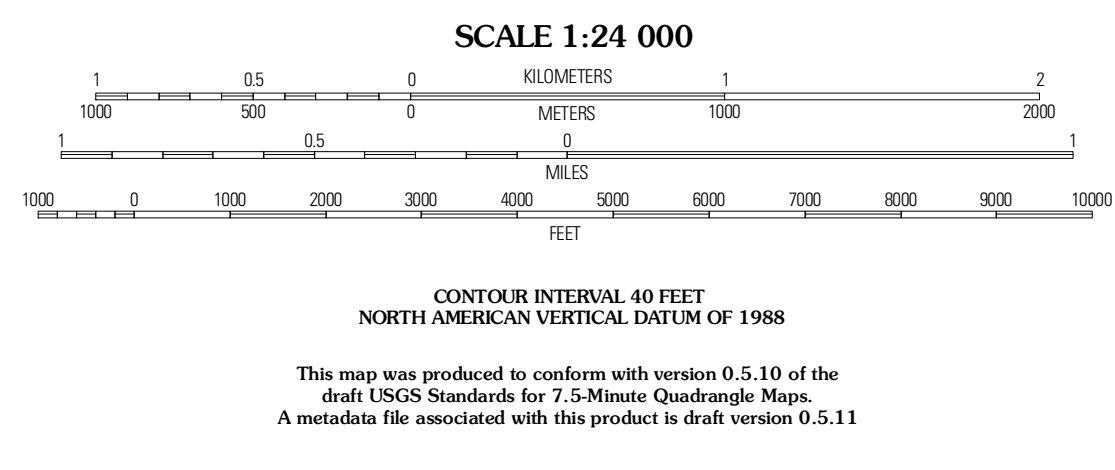 SCALE 1:24 000
1 0.5 0 KILOMETERS 1 2
1000 500 0 METERS 1000 2000
1 0.5 0 1
MILES
1000 0 1000 2000 3000 4000 5000 6000 7000 8000 9000 10000
FEET
CONTOUR INTERVAL 40 FEET
NORTH AMERICAN VERTICAL DATUM OF 1988
This map was produced to conform with version 0.5.10 of the
draft USGS Standards for 7.5-Minute Quadrangle Maps.
A metadata file associated with this product is draft version 0.5.11